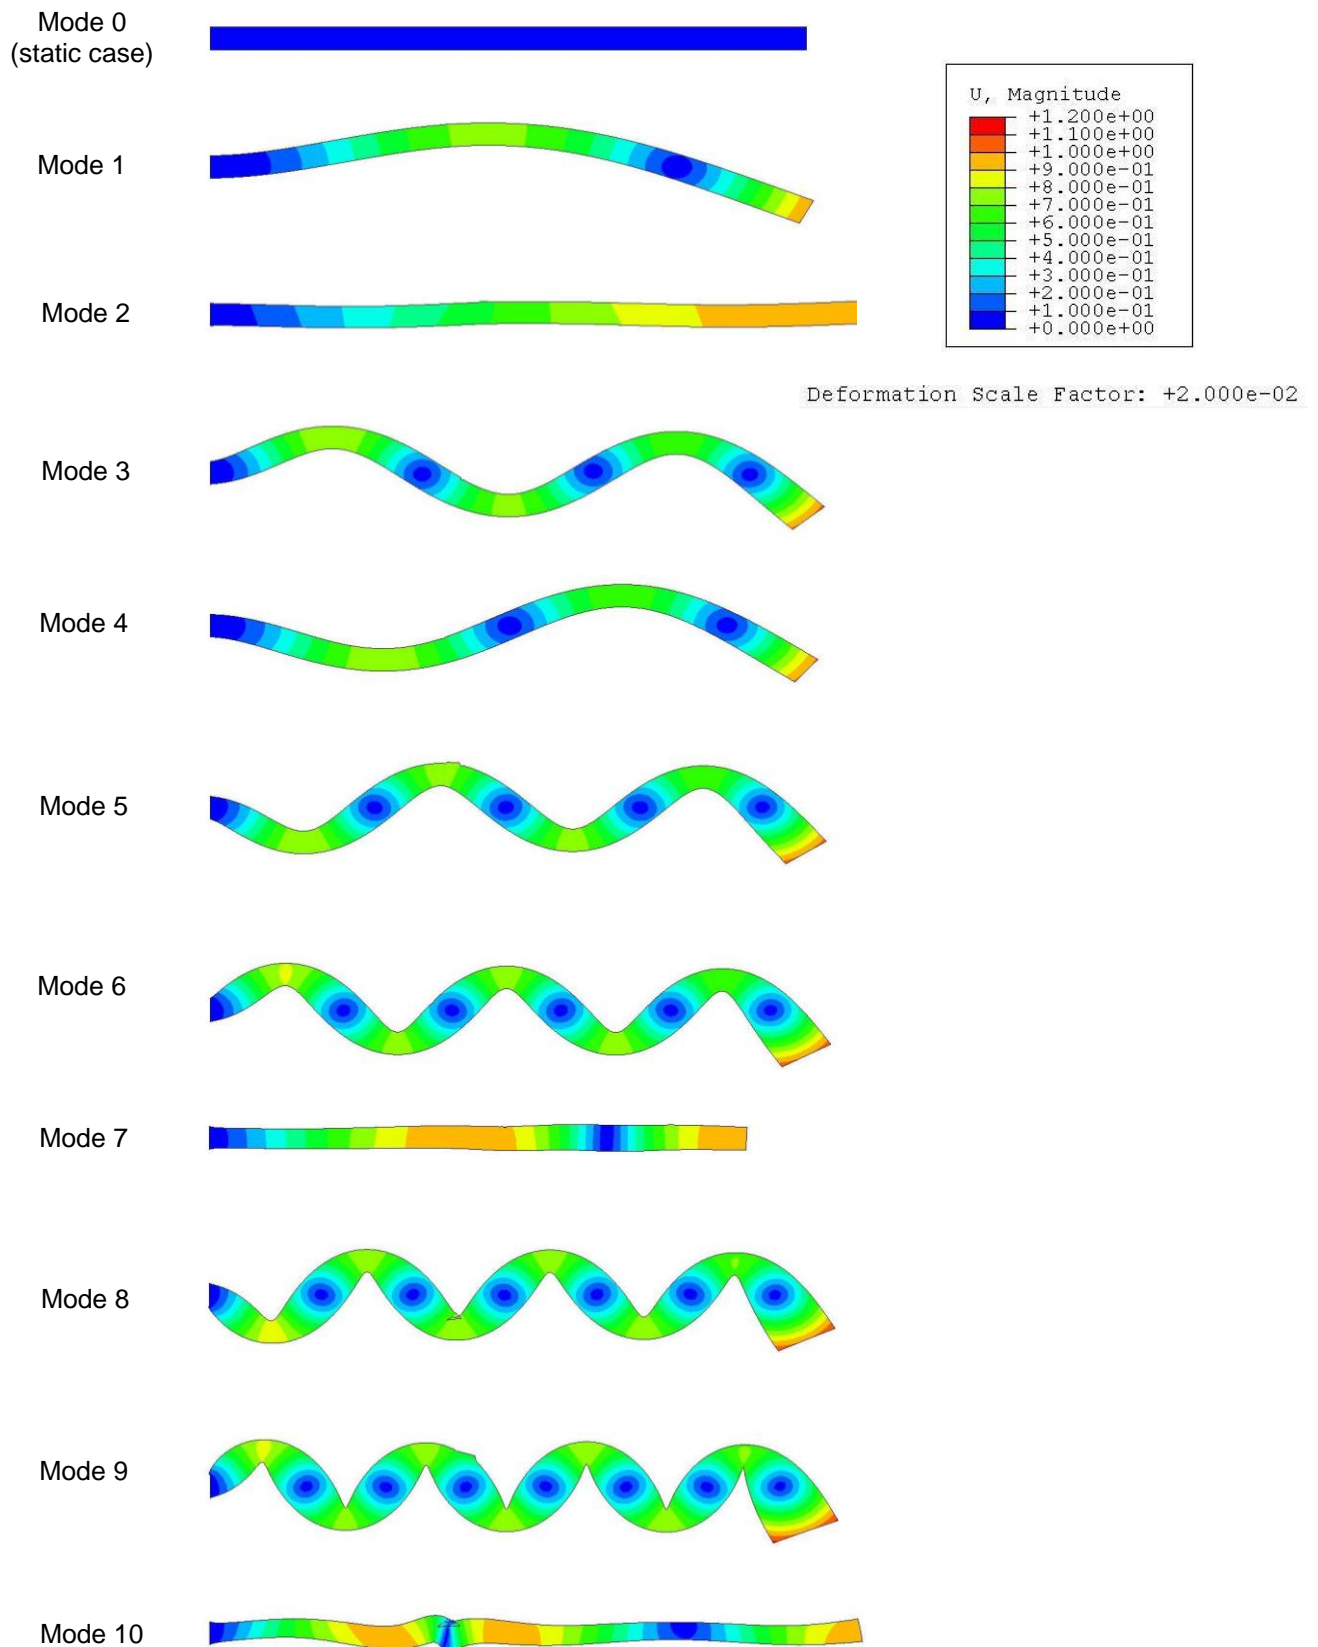 Mode 0
(static case)
U, Magnitude
+1.200e+00
+1.100e+00
+1.000e+00
+9.000e-01
+8.000e-01
+7.000e-01
+6.000e-01
+5.000e-01
+4.000e-01
+3.000e-01
+2.000e-01
+1.000e-01
+0.000e+00
Mode 1
Mode 2
Deformation Scale Factor: +2.000e-02
Mode 3
Mode 4
Mode 5
Mode 6
Mode 7
Mode 8
Mode 9
Mode 10